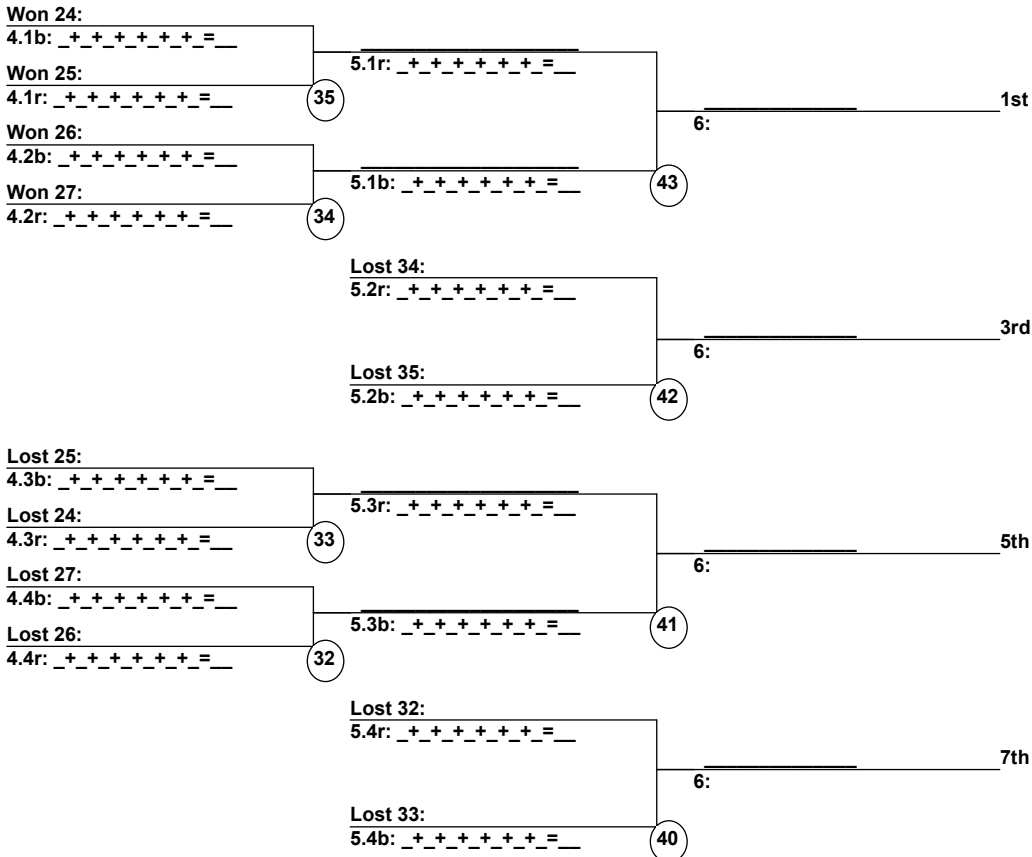 Won 24:
4.1b: _+_+_+_+_+_+_=__
5.1r: _+_+_+_+_+_+_=__
Won 25:
4.1r: _+_+_+_+_+_+_=__
35
6:
1st
Won 26:
4.2b: _+_+_+_+_+_+_=__
5.1b: _+_+_+_+_+_+_=__
43
Won 27:
4.2r: _+_+_+_+_+_+_=__
34
Lost 34:
5.2r: _+_+_+_+_+_+_=__
6:
3rd
Lost 35:
5.2b: _+_+_+_+_+_+_=__
42
Lost 25:
4.3b: _+_+_+_+_+_+_=__
5.3r: _+_+_+_+_+_+_=__
Lost 24:
4.3r: _+_+_+_+_+_+_=__
33
6:
5th
Lost 27:
4.4b: _+_+_+_+_+_+_=__
5.3b: _+_+_+_+_+_+_=__
41
Lost 26:
4.4r: _+_+_+_+_+_+_=__
32
Lost 32:
5.4r: _+_+_+_+_+_+_=__
6:
7th
Lost 33:
5.4b: _+_+_+_+_+_+_=__
40